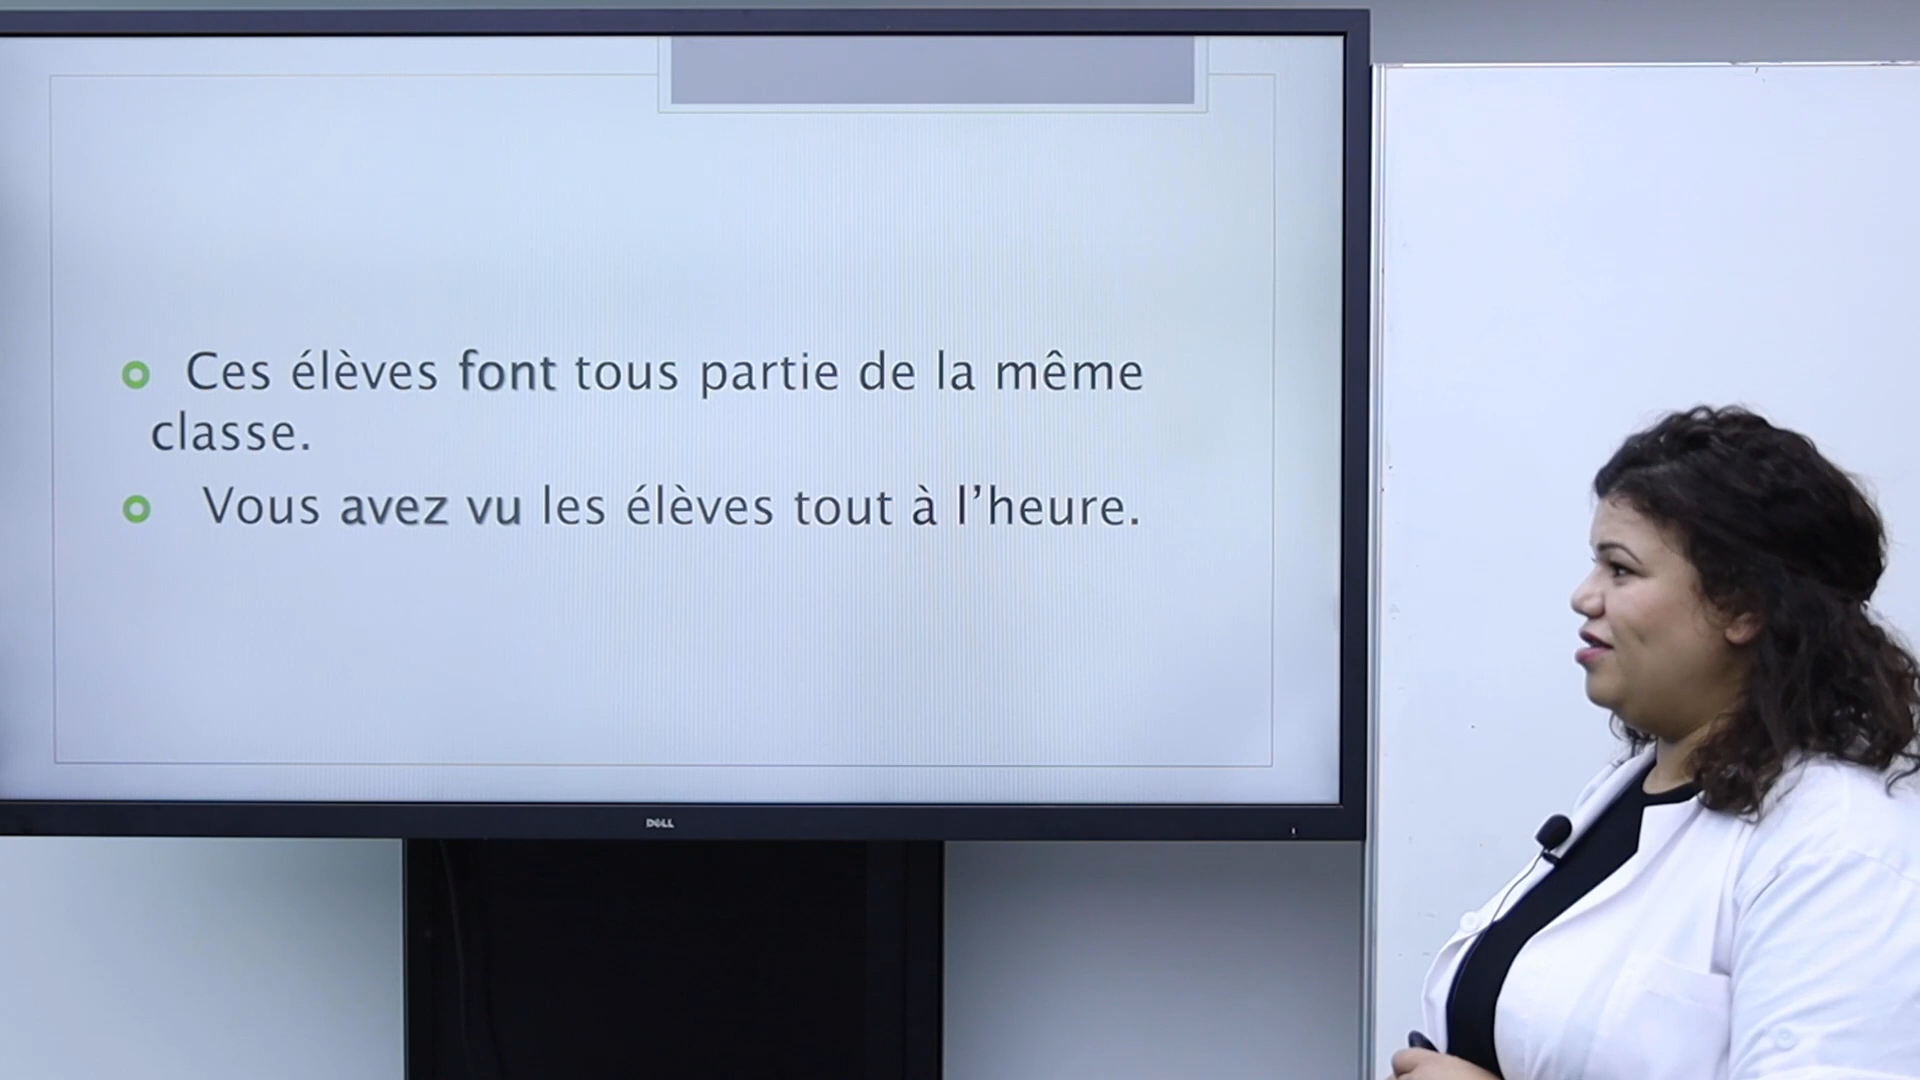 Ces élèves font tous partie de la même
classe.
Vous avez vu les élèves tout à l’heure.
DELL